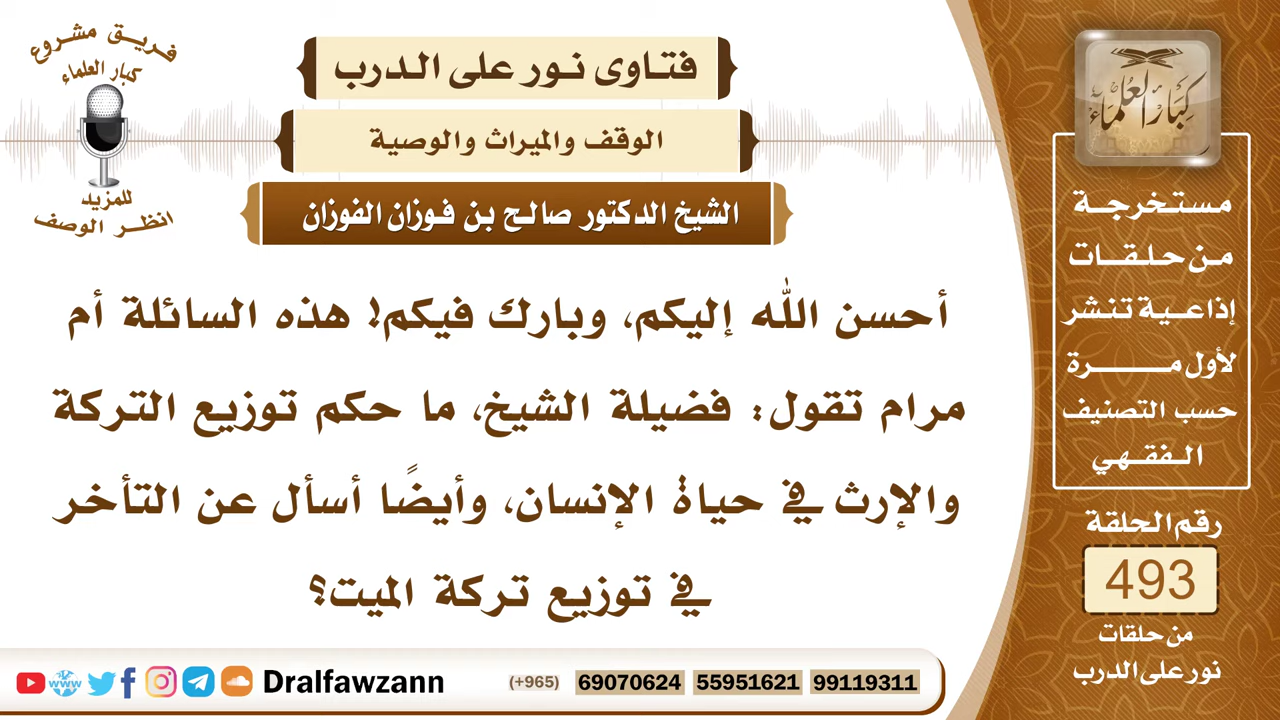 فريق مشروع
كبار العلماء
للمزيد
انظر الوصف
فتاوى نور على الدرب
الوقف والميراث والوصية
الشيخ الدكتور صالح بن فوزان الفوزان
أحسن الله إليكم، وبارك فيكم! هذه السائلة أم
مرام تقول: فضيلة الشيخ، ما حكم توزيع التركة
والإرث في حياة الإنسان، وأيضًا أسأل عن التأخر
في توزيع تركة الميت؟
كبار العلماء
مستخرجة
من حلقات
إذاعية تنشر
لأول مرة
حسب التصنيف
الفقهي
رقم الحلقة
493
من حلقات
نور على الدرب
www Dralfawzann (+965) 69070624 55951621 99119311